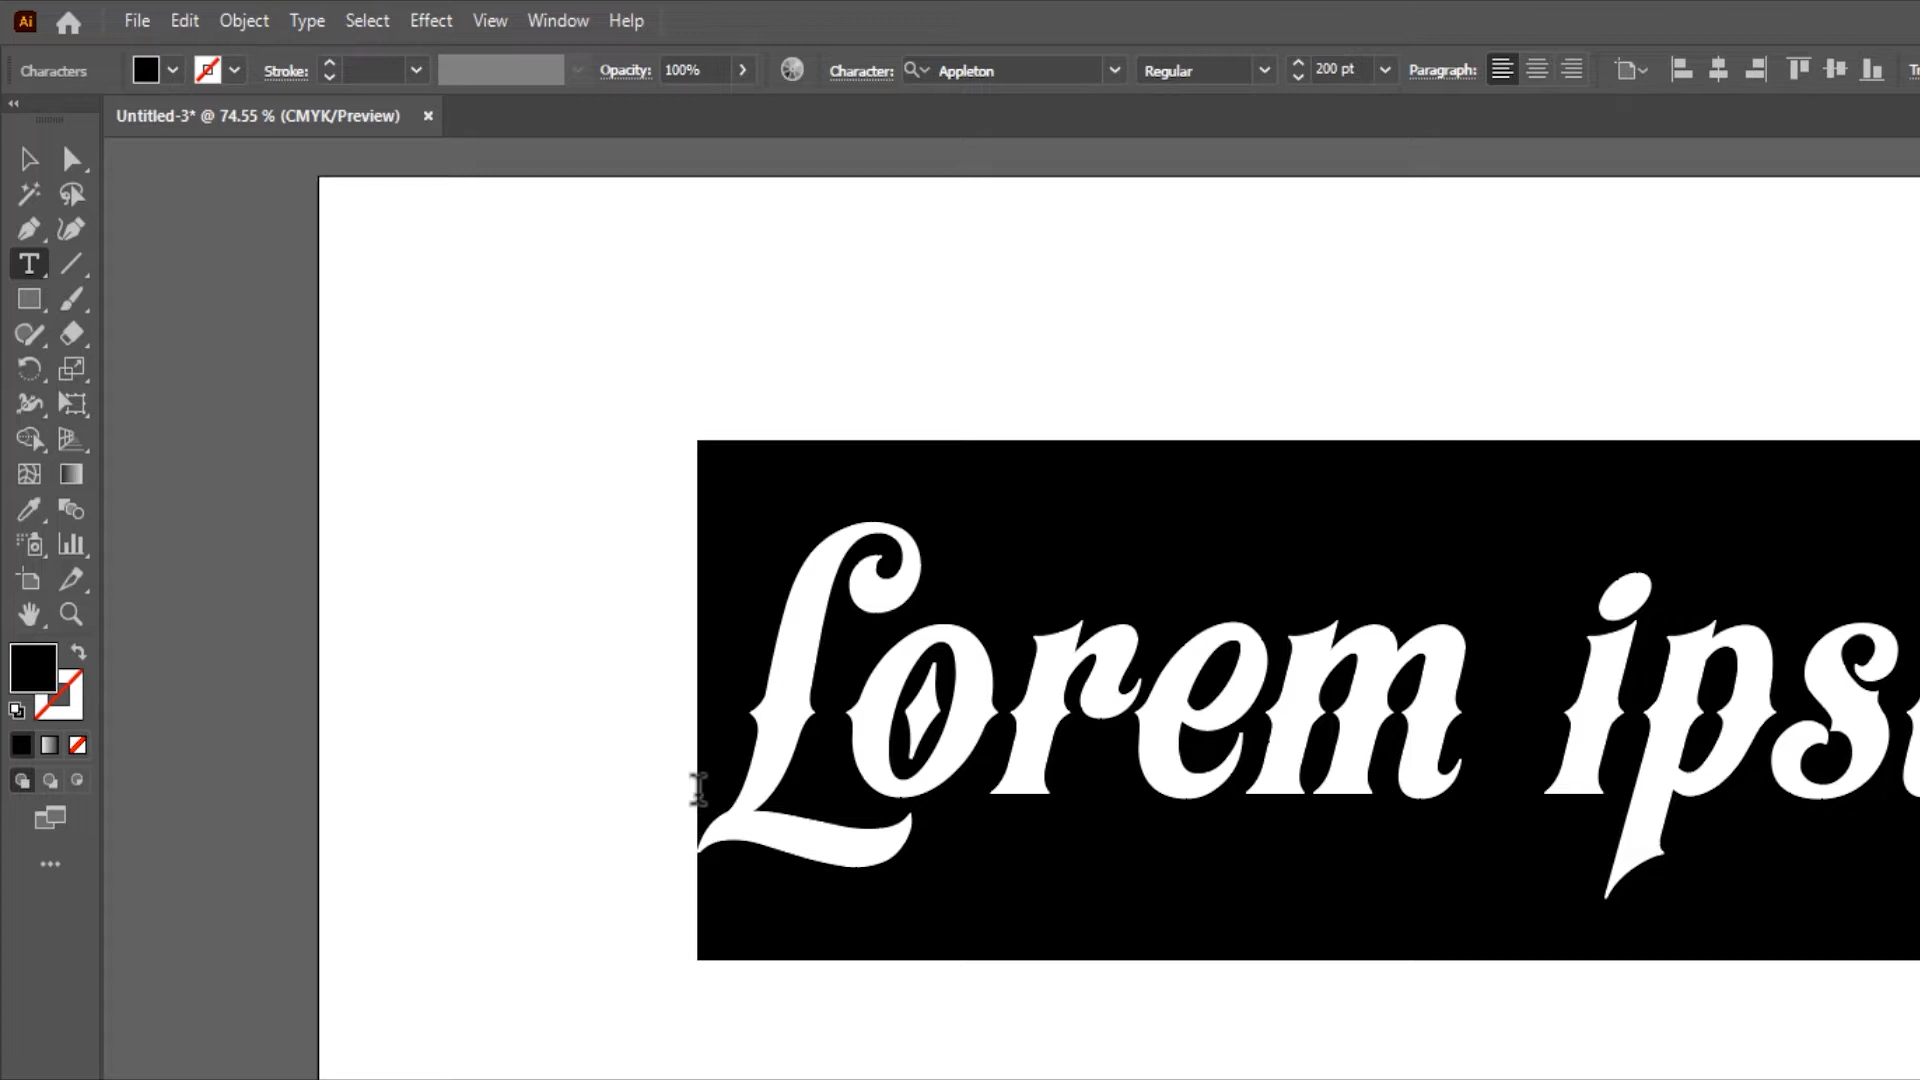 Ai File Edit Object Type Select Effect View Window Help
Characters Stroke: Opacity: 100% Character: Appleton Regular 200 pt Paragraph:
Untitled-3* @ 74.55 % (CMYK/Preview) ×
T
Lorem